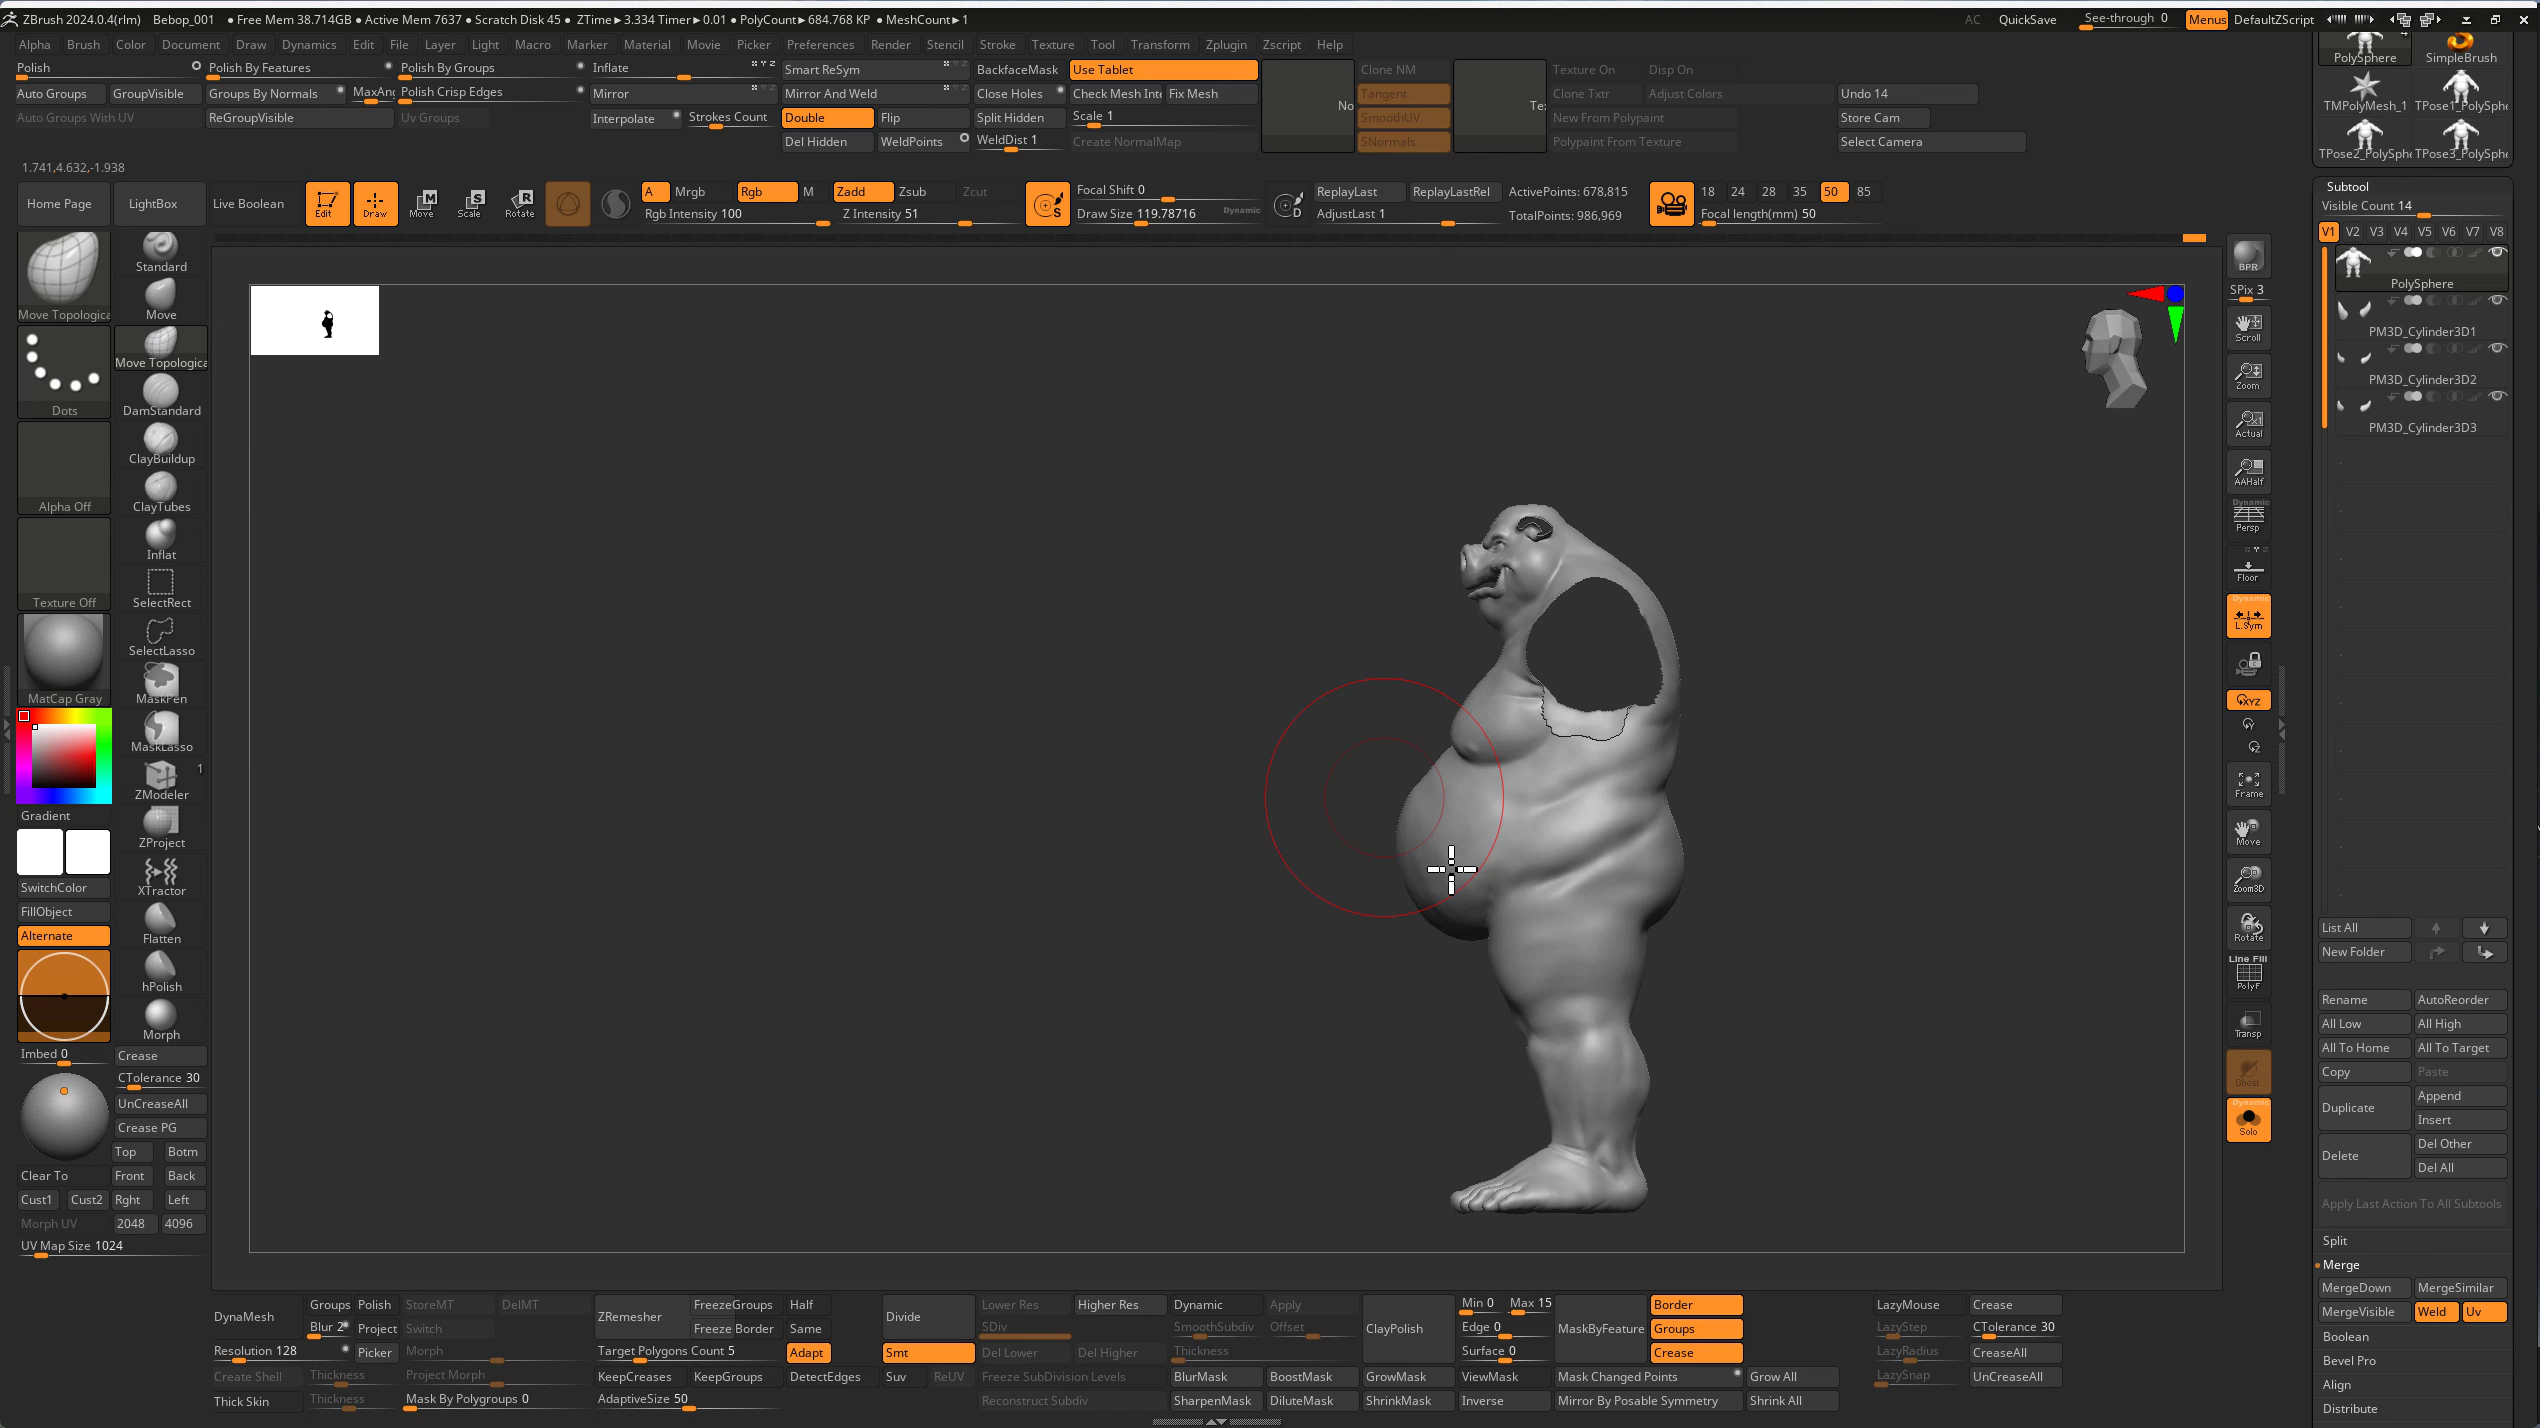 ZBrush 2024.0.4(rlm) Bebop_001 ● Free Mem 38.714GB ● Active Mem 7637 ● Scratch Disk 45 ● ZTime►3.334 Timer►0.01 ● PolyCount►684.768 KP ● MeshCount►1 AC QuickSave See-through 0 Menus DefaultZScript
Alpha Brush Color Document Draw Dynamics Edit File Layer Light Macro Marker Material Movie Picker Preferences Render Stencil Stroke Texture Tool Transform Zplugin Zscript Help
Polish Polish By Features Polish By Groups Inflate Smart ReSym BackfaceMask Use Tablet Clone NM Texture On Disp On
Auto Groups GroupVisible Groups By Normals MaxAng Polish Crisp Edges Mirror Mirror And Weld Close Holes Check Mesh Inte Fix Mesh Tangent Clone Txtr Adjust Colors Undo 14
Auto Groups With UV ReGroupVisible Uv Groups Interpolate Strokes Count Double Flip Split Hidden Scale 1 No SmoothUV Tex New From Polypaint Store Cam
Del Hidden WeldPoints WeldDist 1 Create NormalMap SNormals Polypaint From Texture Select Camera
1.741,4.632,-1.938
Home Page LightBox Live Boolean Edit Draw Move Scale Rotate A Mrgb Rgb M Zadd Zsub Zcut Focal Shift 0 ReplayLast ReplayLastRel ActivePoints: 678,815 18 24 28 35 50 85
Rgb Intensity 100 Z Intensity 51 Draw Size 119.78716 Dynamic AdjustLast 1 TotalPoints: 986,969 Focal length(mm) 50
Move Topologica
Dots
Alpha Off
Texture Off
MatCap Gray
Gradient
SwitchColor
FillObject
Alternate
Imbed 0
Standard
Move
Move Topologica
DamStandard
ClayBuildup
ClayTubes
Inflat
SelectRect
SelectLasso
MaskPen
MaskLasso
1
ZModeler
ZProject
XTractor
Flatten
hPolish
Morph
Crease
CTolerance 30
UnCreaseAll
Crease PG
Top Botm
Clear To Front Back
Cust1 Cust2 Rght Left
Morph UV 2048 4096
UV Map Size 1024
BPR
SPix 3
Scroll
Zoom
Actual
AAHalf
Dynamic
Persp
Floor
Dynamic
L.Sym
XYZ
Y
Z
Frame
Move
Zoom3D
Rotate
Line Fill
PolyF
Transp
Ghost
Dynamic
Solo
4
PolySphere SimpleBrush
TMPolyMesh_1 TPose1_PolySphe
TPose2_PolySphe TPose3_PolySphe
Subtool
Visible Count 14
V1 V2 V3 V4 V5 V6 V7 V8
PolySphere
PM3D_Cylinder3D1
PM3D_Cylinder3D2
PM3D_Cylinder3D3
List All
New Folder
Rename AutoReorder
All Low All High
All To Home All To Target
Copy Paste
Duplicate Append
Insert
Delete Del Other
Del All
Apply Last Action To All Subtools
Split
Merge
MergeDown MergeSimilar
MergeVisible Weld Uv
Boolean
Bevel Pro
Align
Distribute
DynaMesh Groups Polish StoreMT DelMT ZRemesher FreezeGroups Half Divide Lower Res Higher Res Dynamic Apply ClayPolish Min 0 Max 15 MaskByFeature Border LazyMouse Crease
Blur 2 Project Switch Freeze Border Same SDiv SmoothSubdiv Offset Edge 0 Groups LazyStep CTolerance 30
Resolution 128 Picker Morph Target Polygons Count 5 Adapt Smt Del Lower Del Higher Thickness Surface 0 Crease LazyRadius CreaseAll
Create Shell Thickness Project Morph KeepCreases KeepGroups DetectEdges Suv ReUV Freeze SubDivision Levels BlurMask BoostMask GrowMask ViewMask Mask Changed Points Grow All LazySnap UnCreaseAll
Thick Skin Thickness Mask By Polygroups 0 AdaptiveSize 50 Reconstruct Subdiv SharpenMask DiluteMask ShrinkMask Inverse Mirror By Posable Symmetry Shrink All